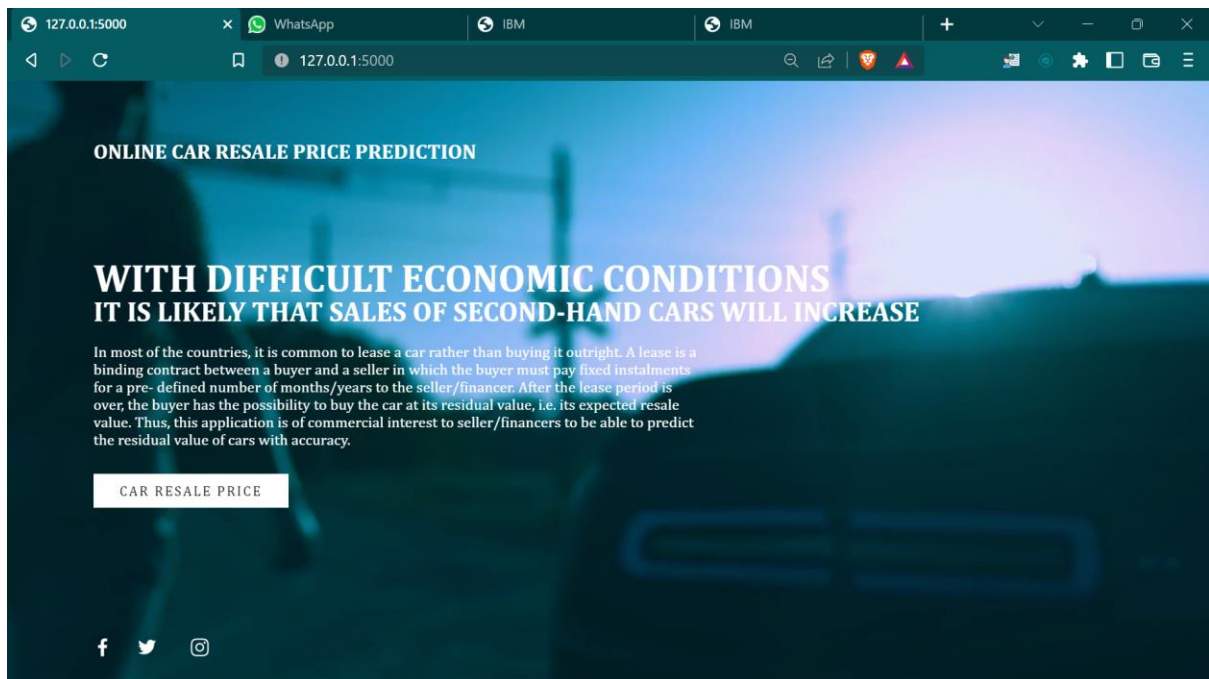 127.0.0.1:5000
WhatsApp
IBM
IBM
127.0.0.1:5000
ONLINE CAR RESALE PRICE PREDICTION
WITH DIFFICULT ECONOMIC CONDITIONS
IT IS LIKELY THAT SALES OF SECOND-HAND CARS WILL INCREASE
In most of the countries, it is common to lease a car rather than buying it outright. A lease is a
binding contract between a buyer and a seller in which the buyer must pay fixed instalments
for a pre- defined number of months/years to the seller/financer. After the lease period is
over, the buyer has the possibility to buy the car at its residual value, i.e. its expected resale
value. Thus, this application is of commercial interest to seller/financers to be able to predict
the residual value of cars with accuracy.
CAR RESALE PRICE